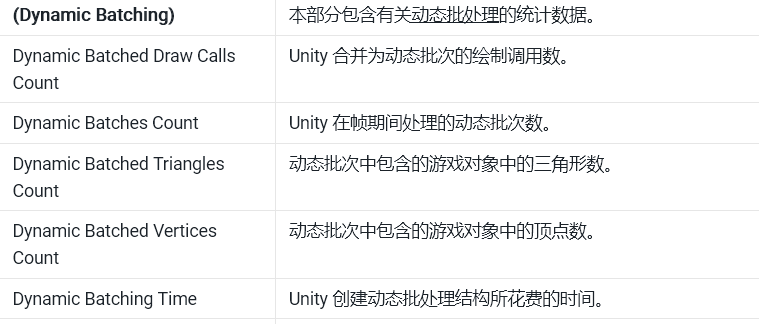 (Dynamic Batching)
本部分包含有关动态批处理的统计数据。
Dynamic Batched Draw Calls
Count
Unity 合并为动态批次的绘制调用数。
Dynamic Batches Count
Unity 在帧期间处理的动态批次数。
Dynamic Batched Triangles
Count
动态批次中包含的游戏对象中的三角形数。
Dynamic Batched Vertices
Count
动态批次中包含的游戏对象中的顶点数。
Dynamic Batching Time
Unity 创建动态批处理结构所花费的时间。